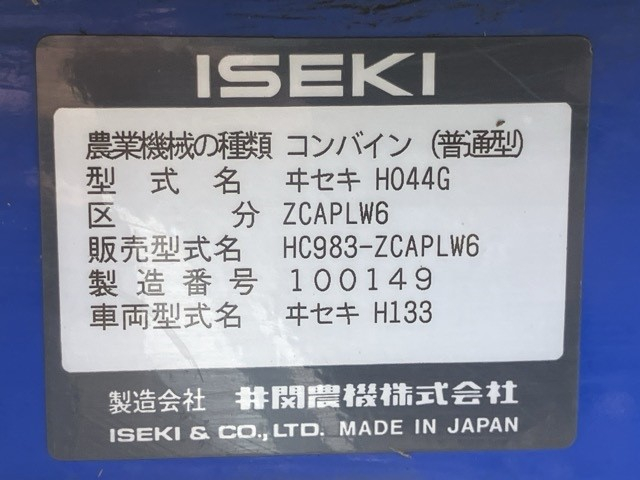 ISEKI
農業機械の種類 コンバイン (普通型)
型式名 ヰセキ HO44G
区分 ZCAPLW6
販売型式名 HC983-ZCAPLW6
製造番号 100149
車両型式名 ヰセキ H133
製造会社 井関農機株式会社
ISEKI & CO.,LTD. MADE IN JAPAN